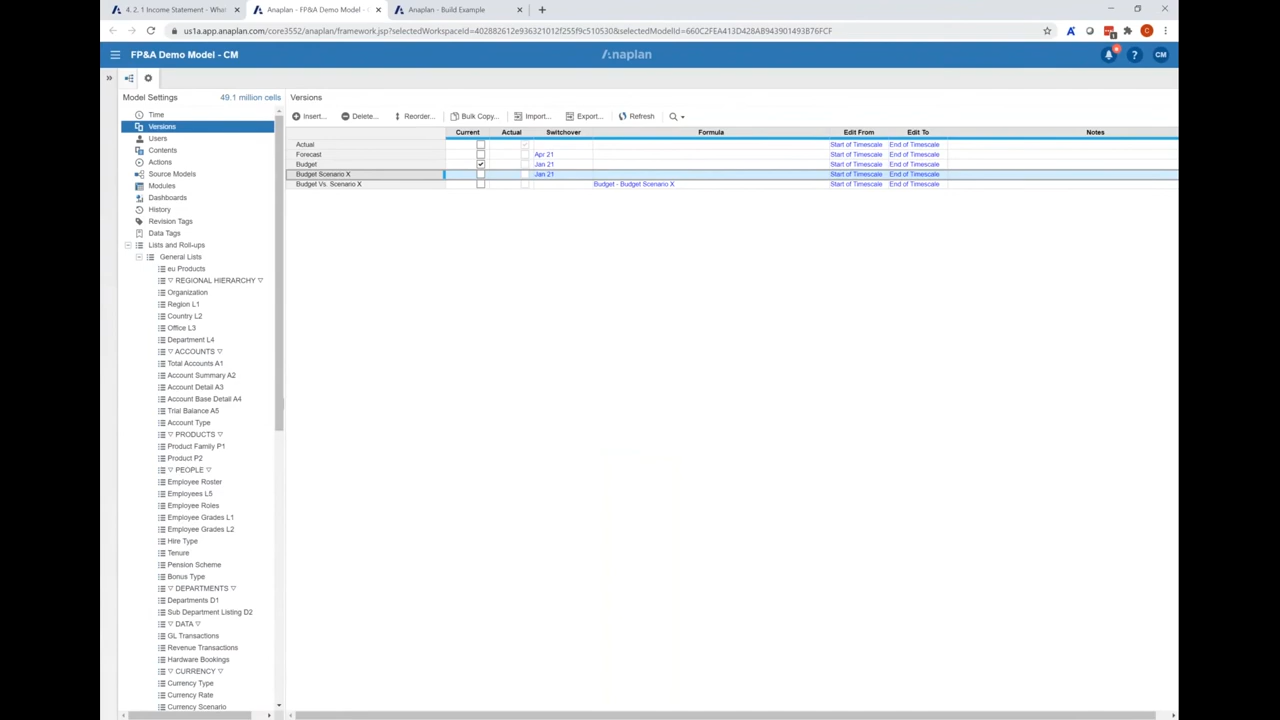 4. 2. 1 Income Statement - What
Anaplan - FP&A Demo Model - C
Anaplan - Build Example
us1a.app.anaplan.com/core3552/anaplan/framework.jsp?selectedWorkspaceId=402882612e936321012f255f9c510530&selectedModelId=660C2FEA413D428AB943901493B76FCF
FP&A Demo Model - CM
Anaplan
CM
Model Settings
49.1 million cells
Versions
Insert...
Delete...
Reorder...
Bulk Copy...
Import...
Export...
Refresh
Current Actual Switchover Formula Edit From Edit To Notes
Actual Start of Timescale End of Timescale
Forecast Apr 21 Start of Timescale End of Timescale
Budget Jan 21 Start of Timescale End of Timescale
Budget Scenario X Jan 21 Start of Timescale End of Timescale
Budget Vs. Scenario X Budget - Budget Scenario X Start of Timescale End of Timescale
Time
Versions
Users
Contents
Actions
Source Models
Modules
Dashboards
History
Revision Tags
Data Tags
Lists and Roll-ups
General Lists
eu Products
▽ REGIONAL HIERARCHY ▽
Organization
Region L1
Country L2
Office L3
Department L4
▽ ACCOUNTS ▽
Total Accounts A1
Account Summary A2
Account Detail A3
Account Base Detail A4
Trial Balance A5
Account Type
▽ PRODUCTS ▽
Product Family P1
Product P2
▽ PEOPLE ▽
Employee Roster
Employees L5
Employee Roles
Employee Grades L1
Employee Grades L2
Hire Type
Tenure
Pension Scheme
Bonus Type
▽ DEPARTMENTS ▽
Departments D1
Sub Department Listing D2
▽ DATA ▽
GL Transactions
Revenue Transactions
Hardware Bookings
▽ CURRENCY ▽
Currency Type
Currency Rate
Currency Scenario